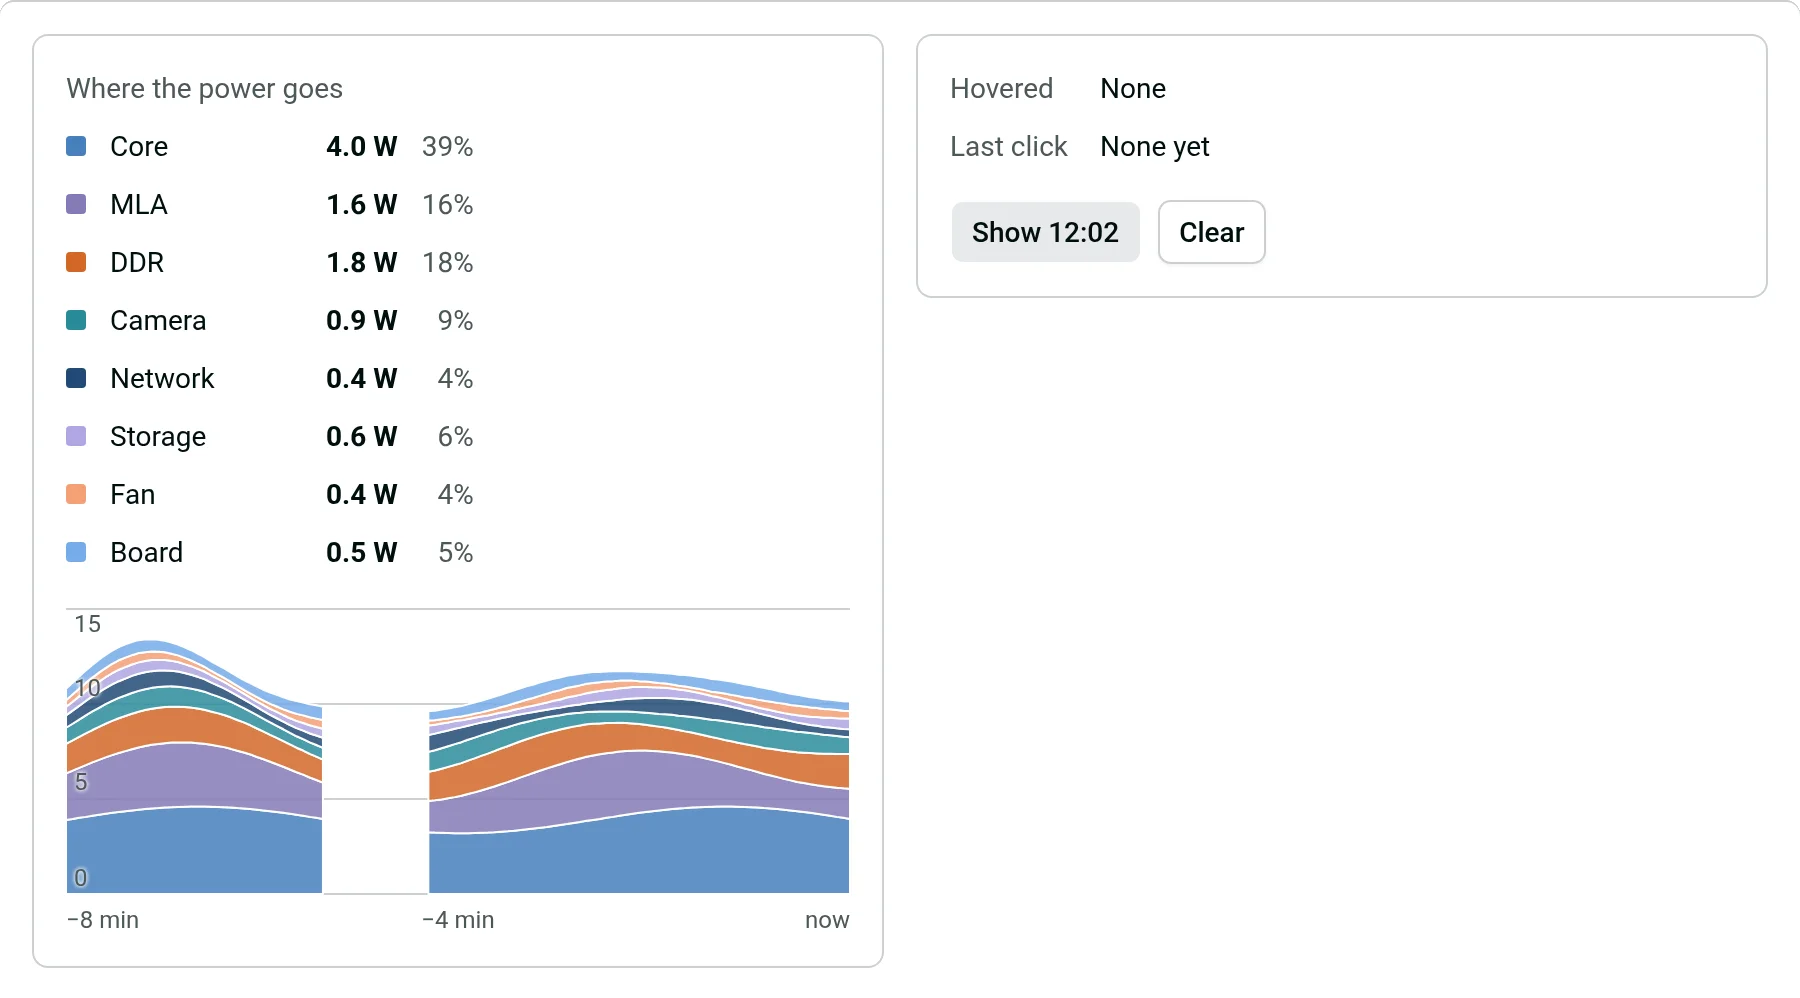 Where the power goes
Core 4.0 W 39%
MLA 1.6 W 16%
DDR 1.8 W 18%
Camera 0.9 W 9%
Network 0.4 W 4%
Storage 0.6 W 6%
Fan 0.4 W 4%
Board 0.5 W 5%
15
10
5
0
−8 min −4 min now
Hovered None
Last click None yet
Show 12:02 Clear